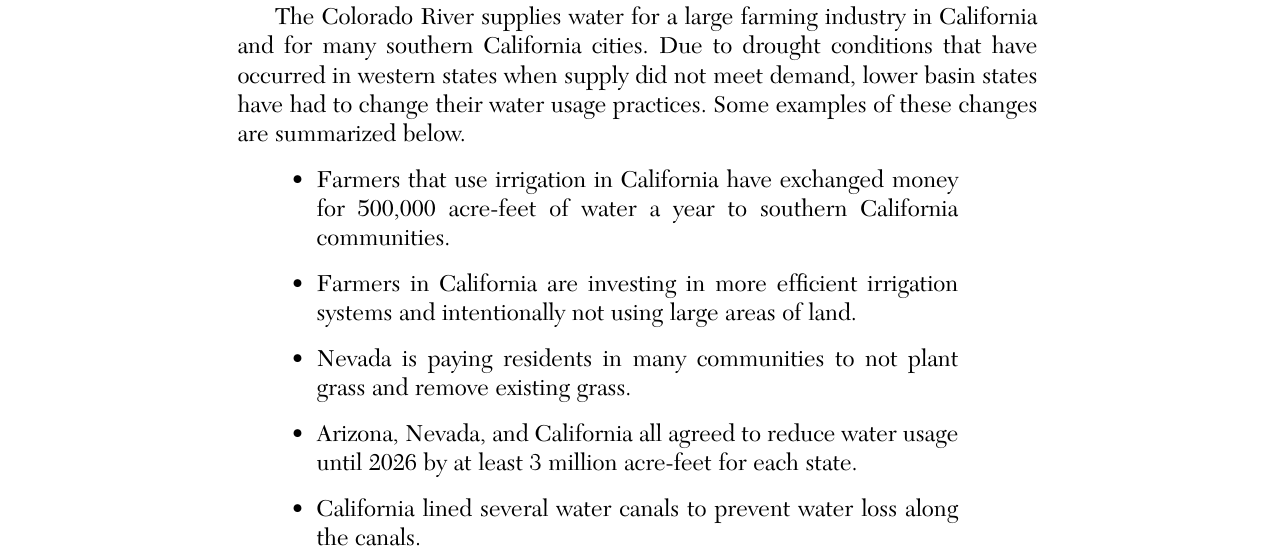 The Colorado River supplies water for a large farming industry in California
and for many southern California cities. Due to drought conditions that have
occurred in western states when supply did not meet demand, lower basin states
have had to change their water usage practices. Some examples of these changes
are summarized below.
• Farmers that use irrigation in California have exchanged money
for 500,000 acre-feet of water a year to southern California
communities.
• Farmers in California are investing in more efficient irrigation
systems and intentionally not using large areas of land.
• Nevada is paying residents in many communities to not plant
grass and remove existing grass.
• Arizona, Nevada, and California all agreed to reduce water usage
until 2026 by at least 3 million acre-feet for each state.
• California lined several water canals to prevent water loss along
the canals.